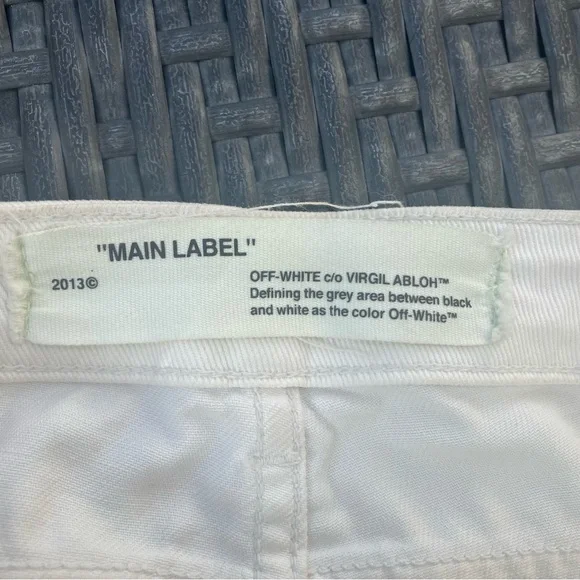 "MAIN LABEL"
2013©
OFF-WHITE c/o VIRGIL ABLOH™
Defining the grey area between black
and white as the color Off-White™